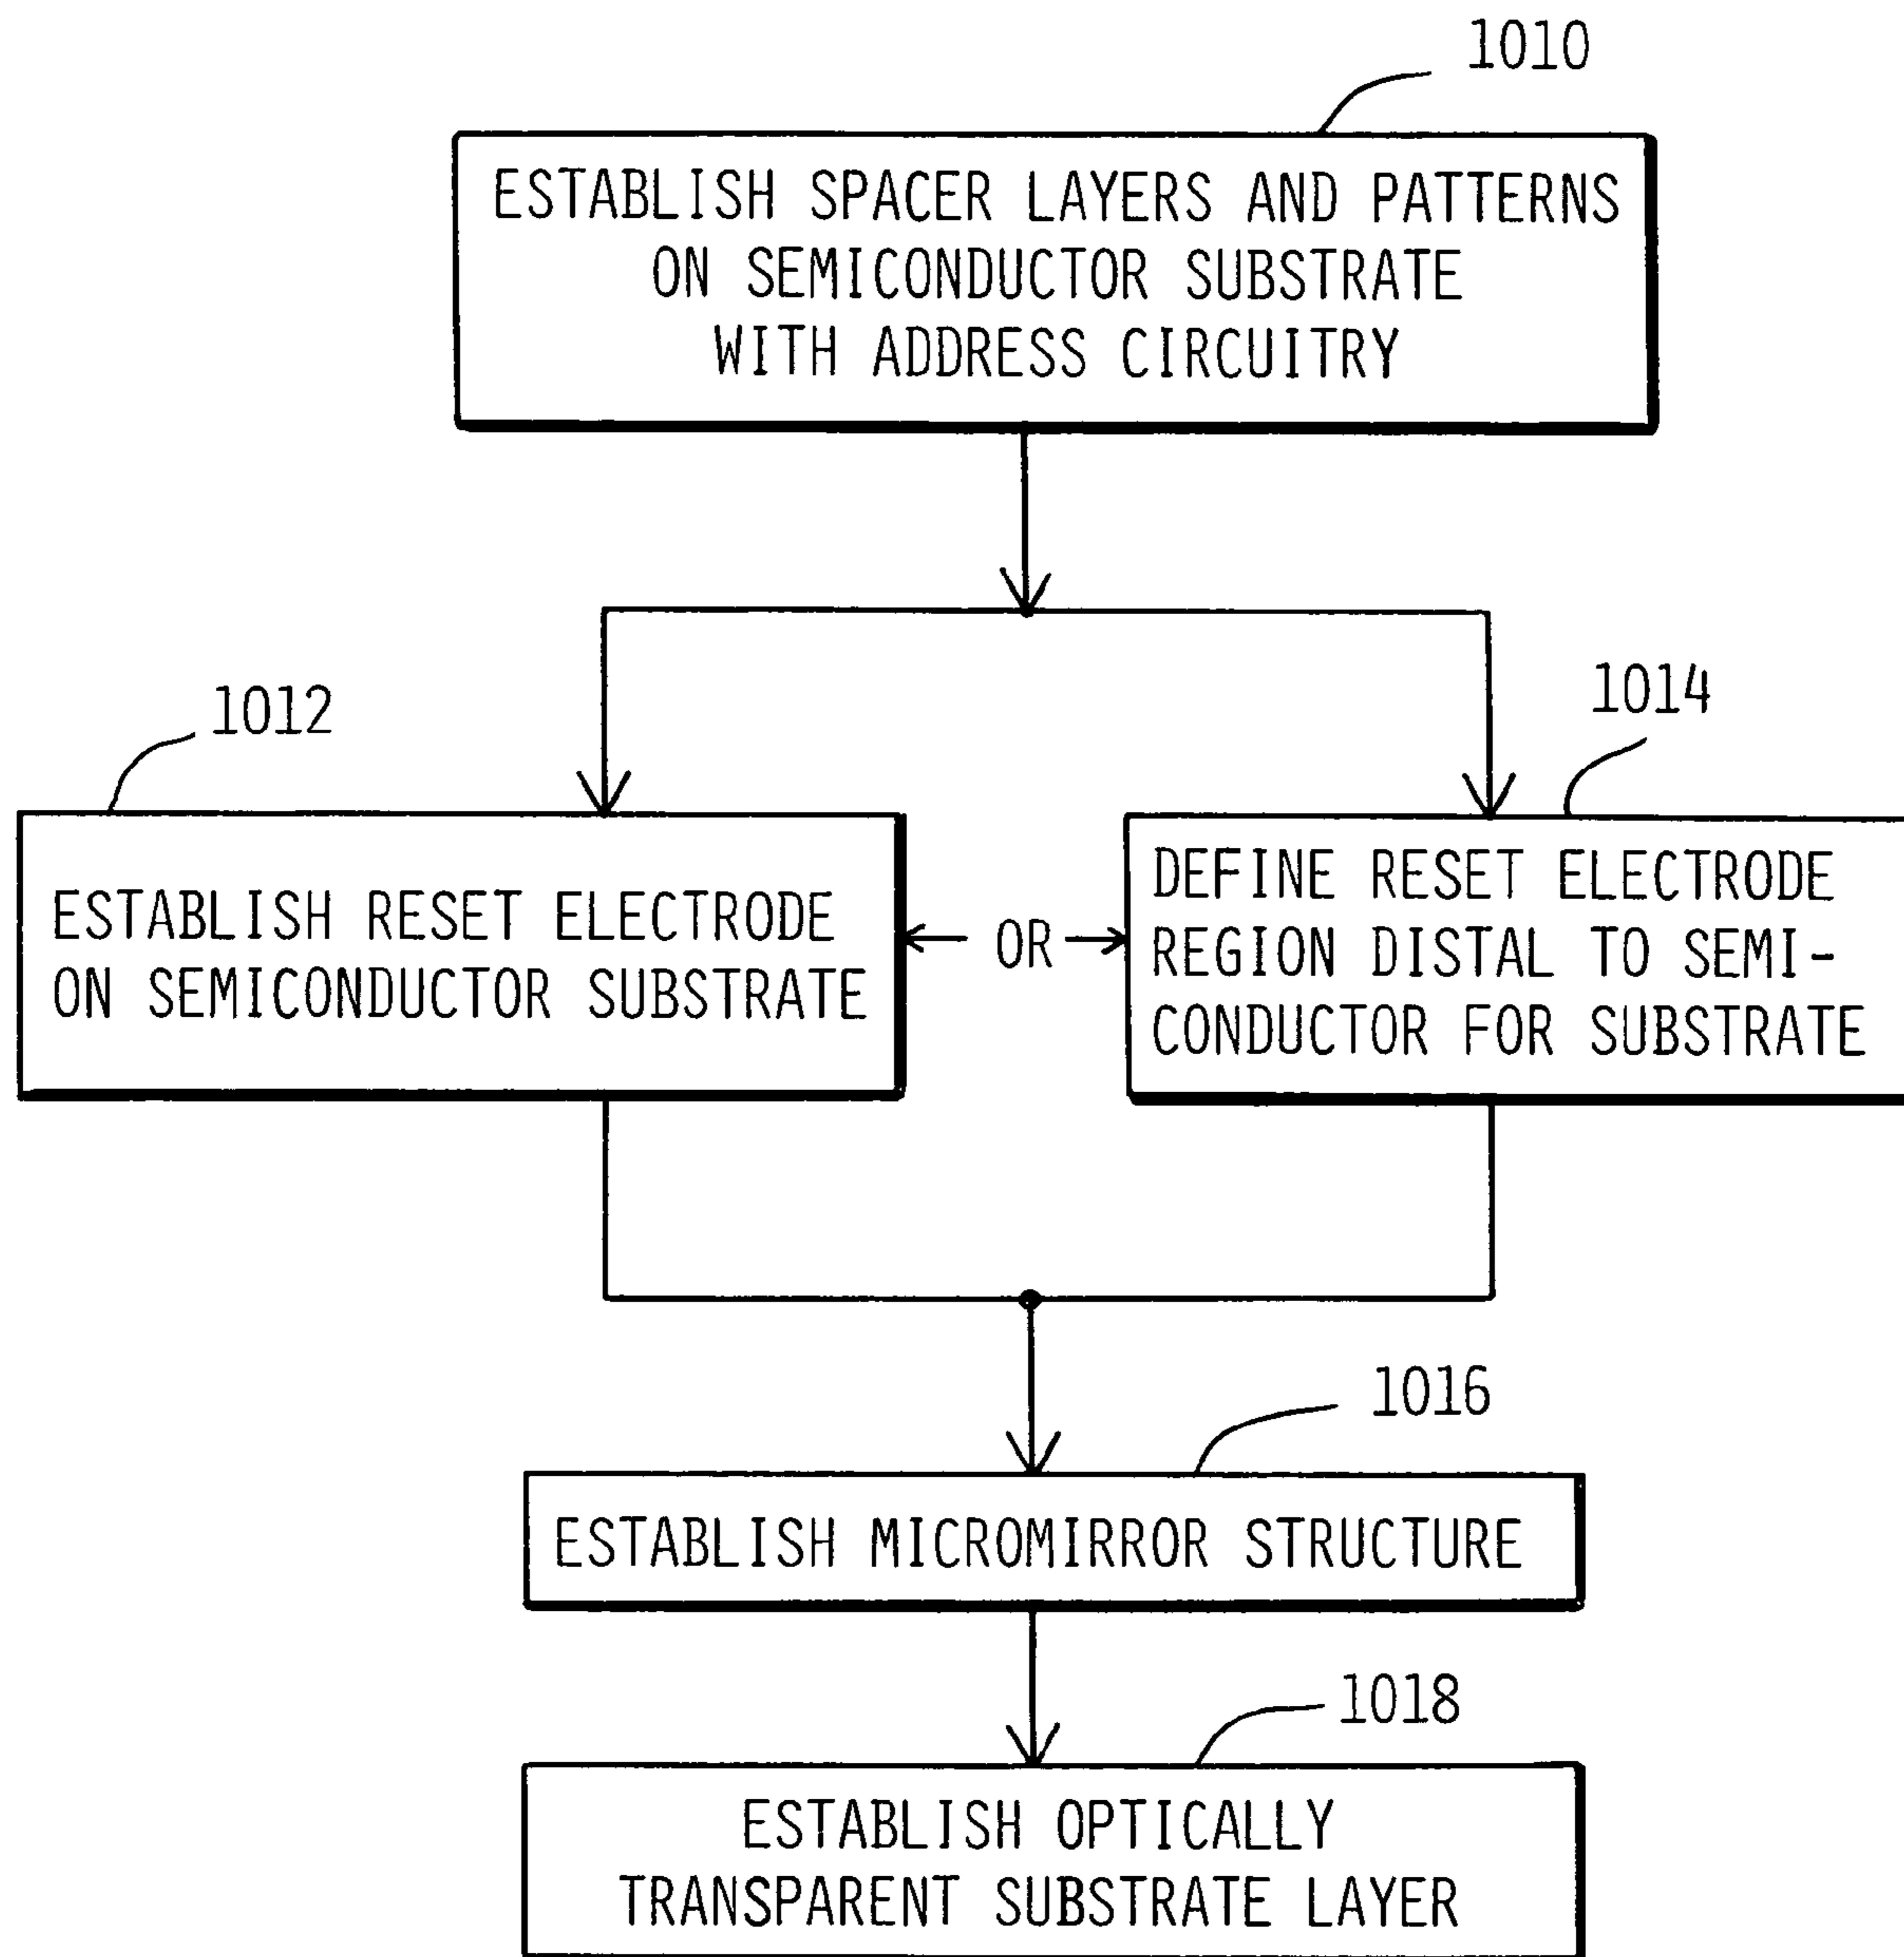 1010
ESTABLISH SPACER LAYERS AND PATTERNS
ON SEMICONDUCTOR SUBSTRATE
WITH ADDRESS CIRCUITRY
1012
ESTABLISH RESET ELECTRODE
ON SEMICONDUCTOR SUBSTRATE
OR
1014
DEFINE RESET ELECTRODE
REGION DISTAL TO SEMI-
CONDUCTOR FOR SUBSTRATE
1016
ESTABLISH MICROMIRROR STRUCTURE
1018
ESTABLISH OPTICALLY
TRANSPARENT SUBSTRATE LAYER